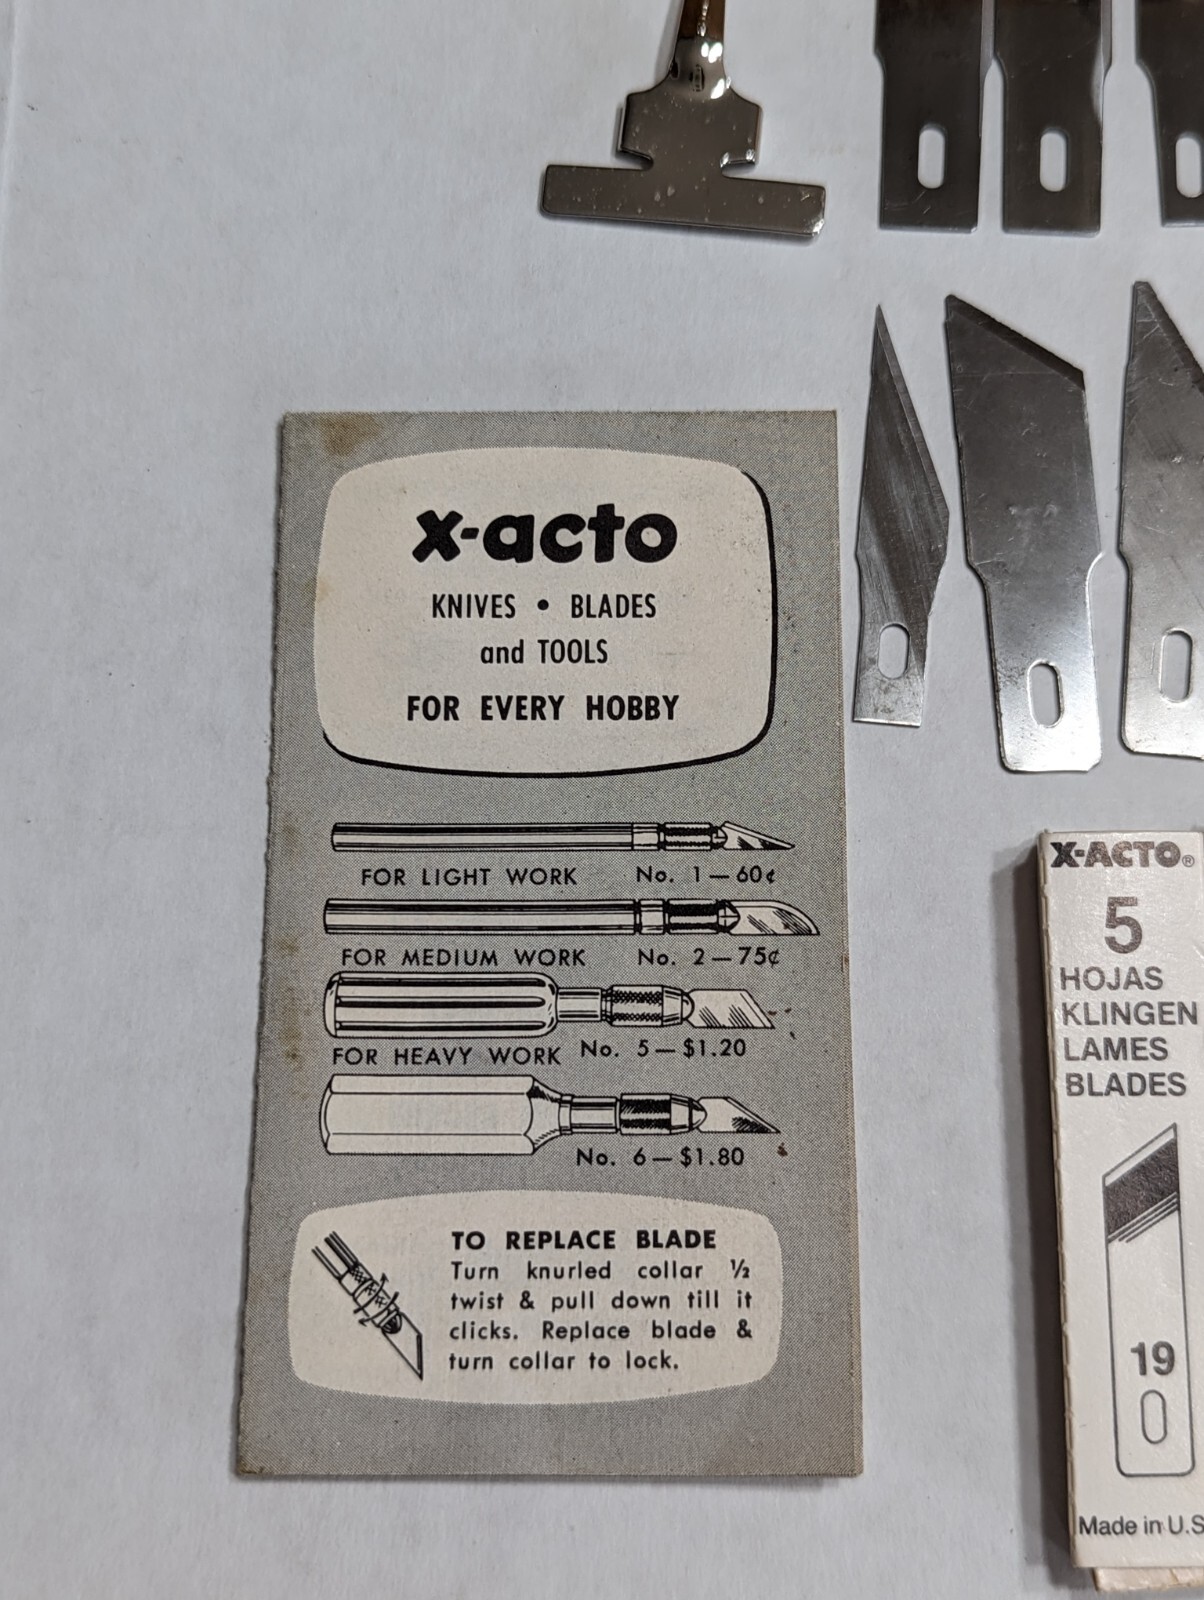 x-acto
KNIVES • BLADES
and TOOLS
FOR EVERY HOBBY
FOR LIGHT WORK No. 1—60¢
FOR MEDIUM WORK No. 2—75¢
FOR HEAVY WORK No. 5—$1.20
No. 6—$1.80
TO REPLACE BLADE
Turn knurled collar ½
twist & pull down till it
clicks. Replace blade &
turn collar to lock.
X-ACTO®
5
HOJAS
KLINGEN
LAMES
BLADES
19
Made in U.S